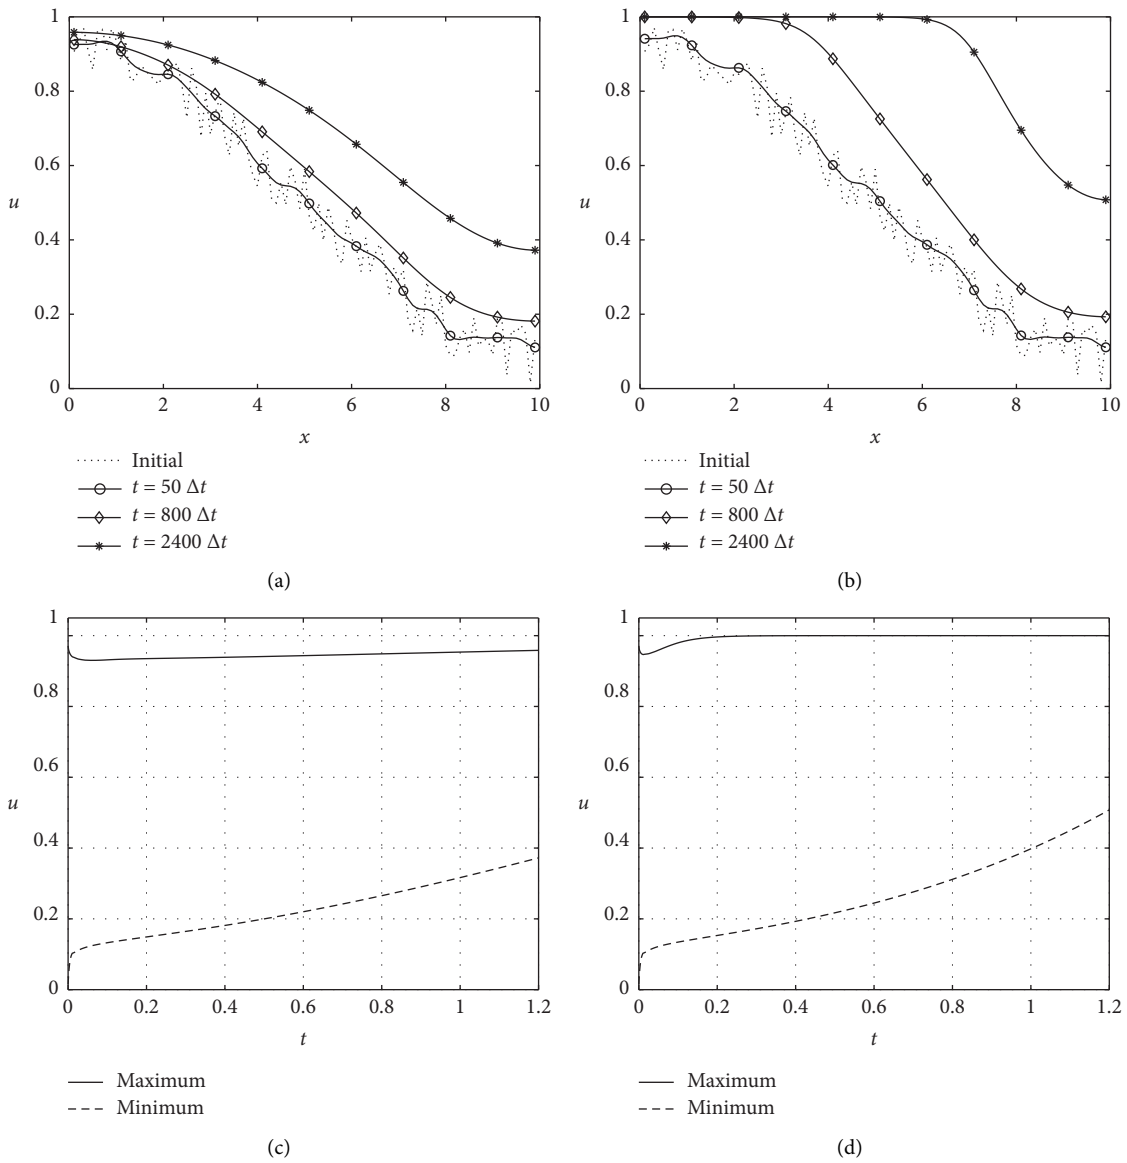 1
0.8
0.6
u
0.4
0.2
0
0 2 4 6 8 10
x
Initial
t = 50 Δt
t = 800 Δt
t = 2400 Δt
(a)
1
0.8
0.6
u
0.4
0.2
0
0 2 4 6 8 10
x
Initial
t = 50 Δt
t = 800 Δt
t = 2400 Δt
(b)
1
0.8
0.6
u
0.4
0.2
0
0 0.2 0.4 0.6 0.8 1 1.2
t
Maximum
Minimum
(c)
1
0.8
0.6
u
0.4
0.2
0
0 0.2 0.4 0.6 0.8 1 1.2
t
Maximum
Minimum
(d)